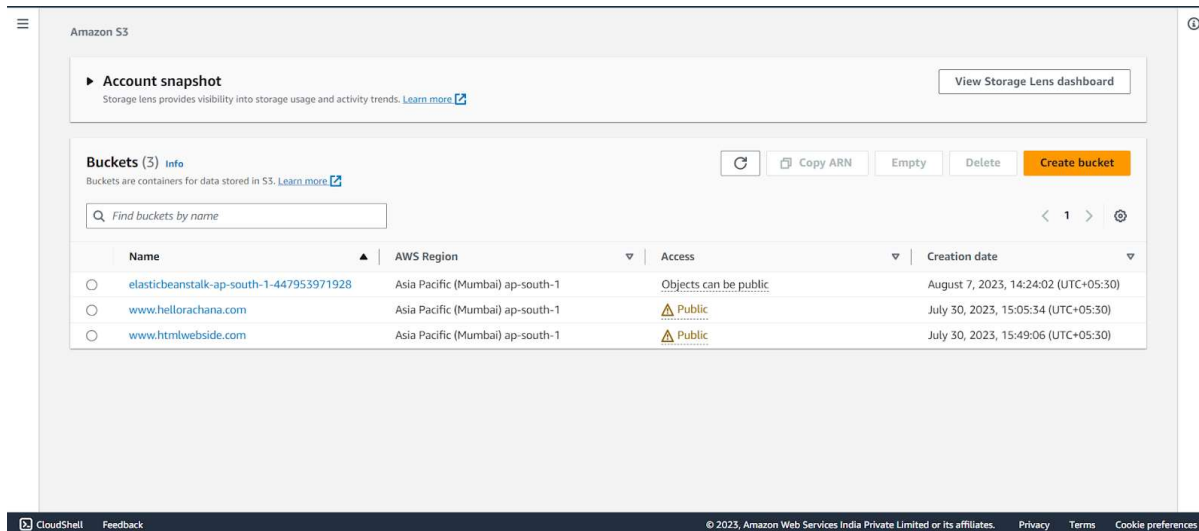 Amazon S3
Account snapshot
View Storage Lens dashboard
Storage lens provides visibility into storage usage and activity trends. Learn more
Buckets (3) Info
Copy ARN
Empty
Delete
Create bucket
Buckets are containers for data stored in S3. Learn more
Find buckets by name
1
Name AWS Region Access Creation date
elasticbeanstalk-ap-south-1-447953971928 Asia Pacific (Mumbai) ap-south-1 Objects can be public August 7, 2023, 14:24:02 (UTC+05:30)
www.hellorachana.com Asia Pacific (Mumbai) ap-south-1 Public July 30, 2023, 15:05:34 (UTC+05:30)
www.htmlwebside.com Asia Pacific (Mumbai) ap-south-1 Public July 30, 2023, 15:49:06 (UTC+05:30)
CloudShell Feedback © 2023, Amazon Web Services India Private Limited or its affiliates. Privacy Terms Cookie preferences